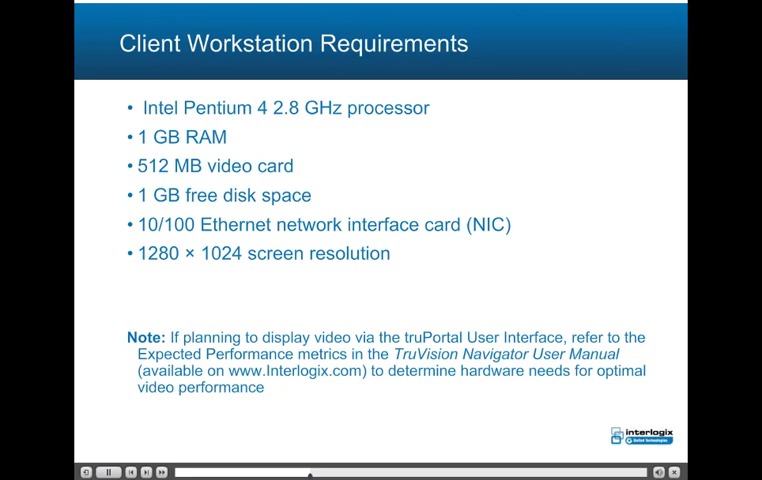 Client Workstation Requirements
• Intel Pentium 4 2.8 GHz processor
• 1 GB RAM
• 512 MB video card
• 1 GB free disk space
• 10/100 Ethernet network interface card (NIC)
• 1280 × 1024 screen resolution
Note: If planning to display video via the truPortal User Interface, refer to the
Expected Performance metrics in the TruVision Navigator User Manual
(available on www.Interlogix.com) to determine hardware needs for optimal
video performance
interlogix
United Technologies